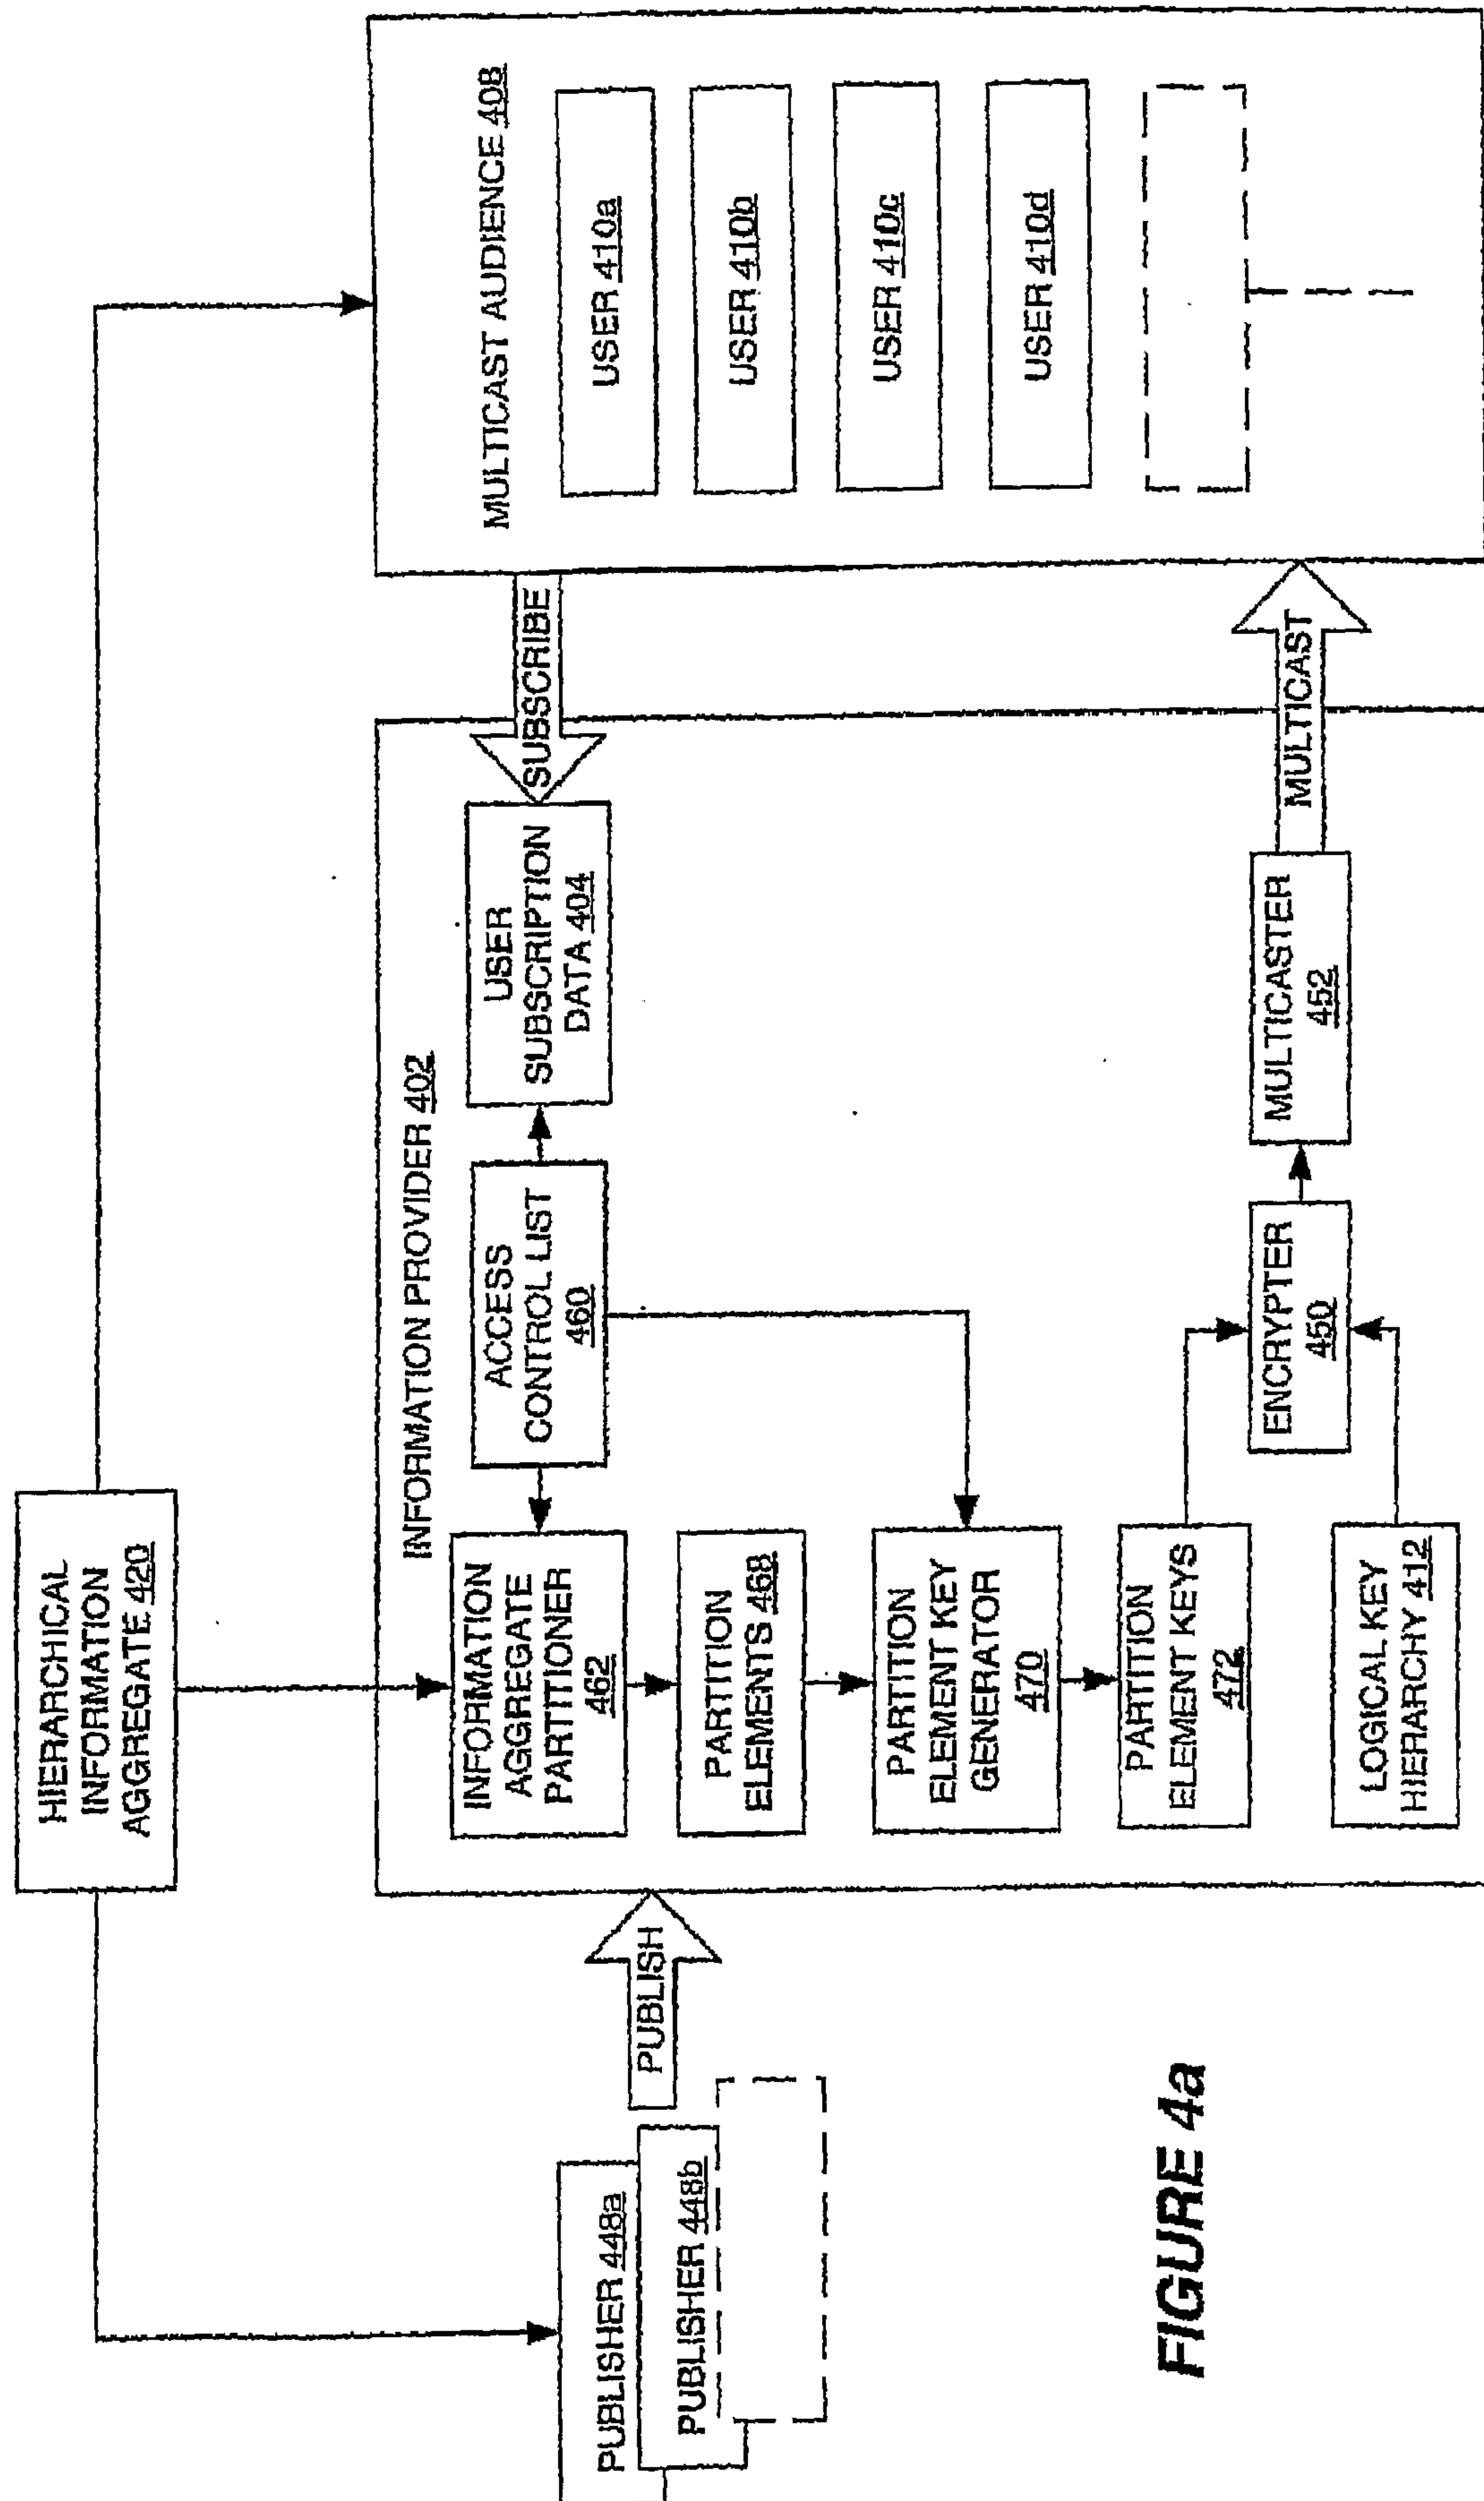 HIERARCHICAL
INFORMATION
AGGREGATE 420
INFORMATION PROVIDER 402
MULTICAST AUDIENCE 408
INFORMATION
AGGREGATE
PARTITIONER
462
ACCESS
CONTROL LIST
460
USER
SUBSCRIPTION
DATA 404
SUBSCRIBE
USER 410a
USER 410b
USER 410c
USER 410d
PUBLISHER 448a
PUBLISHER 448b
PUBLISH
PARTITION
ELEMENTS 468
PARTITION
ELEMENT KEY
GENERATOR
470
PARTITION
ELEMENT KEYS
472
LOGICAL KEY
HIERARCHY 412
ENCRYPTER
450
MULTICASTER
452
MULTICAST
FIGURE 4a